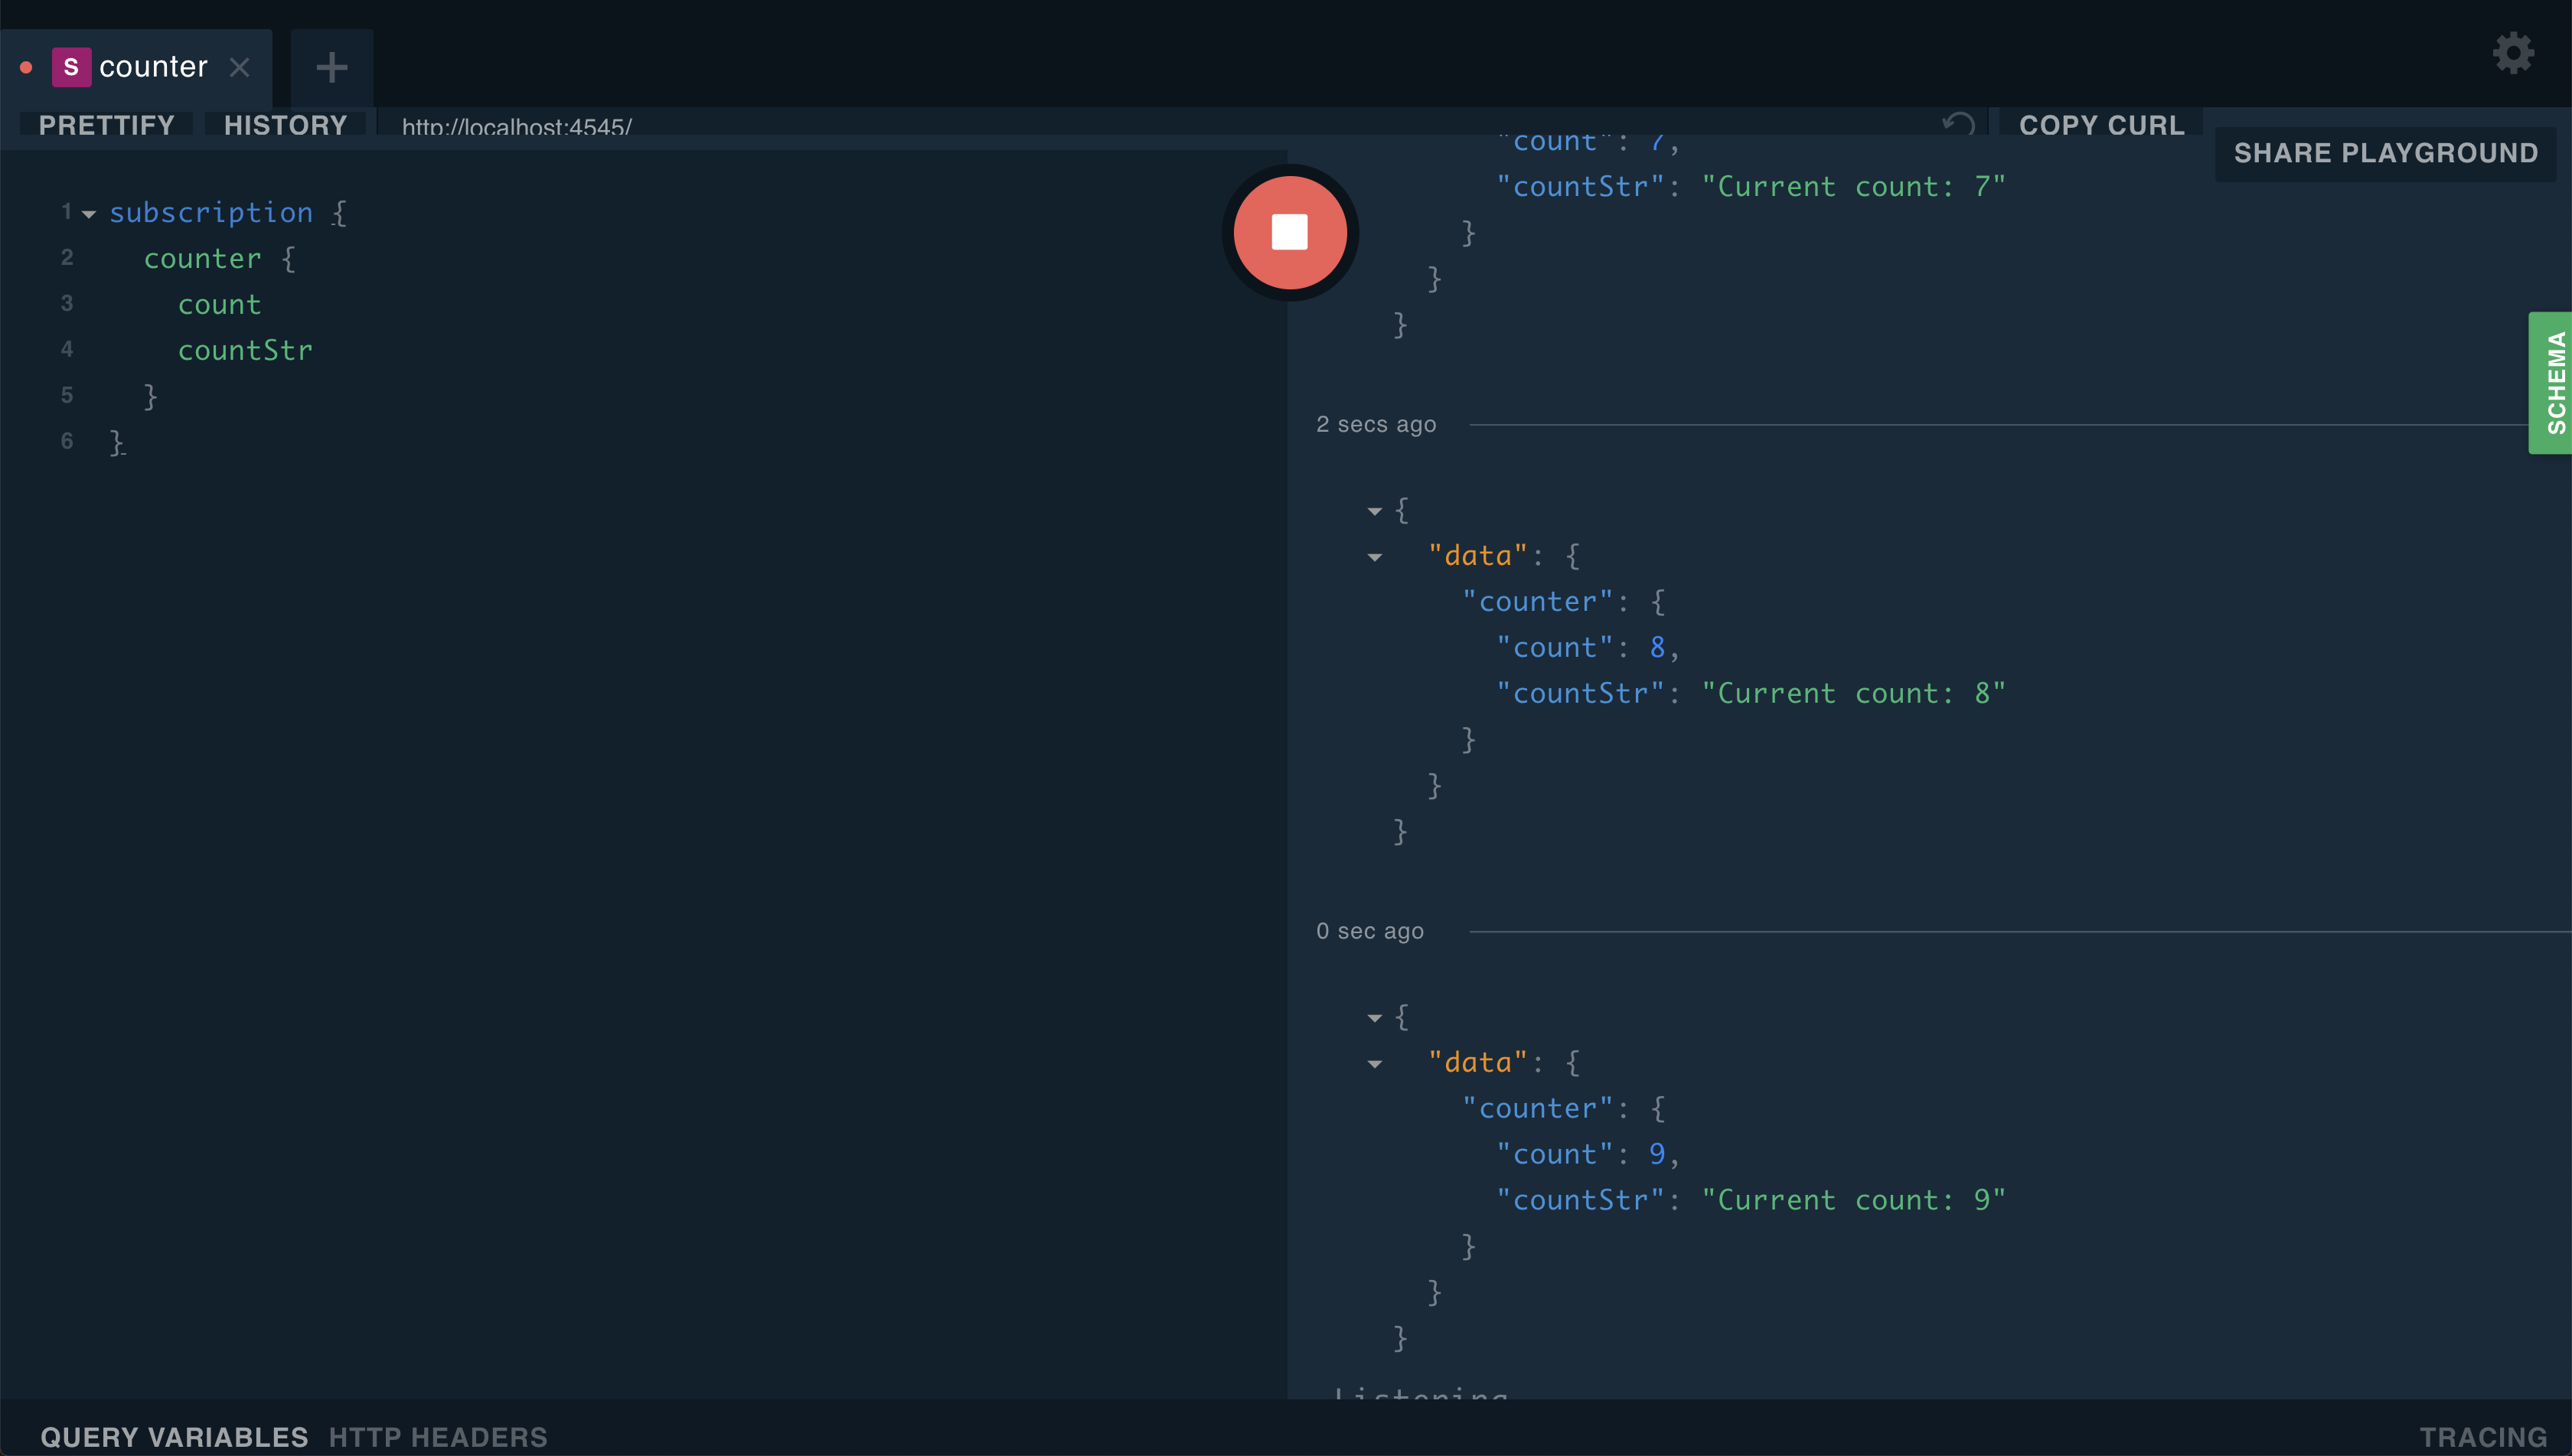 S counter
PRETTIFY HISTORY http://localhost:4545/ COPY CURL SHARE PLAYGROUND
1 subscription {
2 counter {
3 count
4 countStr
5 }
6 }
"count": 7,
"countStr": "Current count: 7"
}
}
}
2 secs ago
{
"data": {
"counter": {
"count": 8,
"countStr": "Current count: 8"
}
}
}
0 sec ago
{
"data": {
"counter": {
"count": 9,
"countStr": "Current count: 9"
}
}
}
Listening
SCHEMA
QUERY VARIABLES HTTP HEADERS TRACING